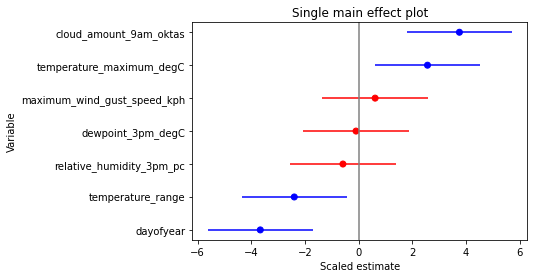 Single main effect plot
cloud_amount_9am_oktas
temperature_maximum_degC
maximum_wind_gust_speed_kph
dewpoint_3pm_degC
relative_humidity_3pm_pc
temperature_range
dayofyear
Variable
−6 −4 −2 0 2 4 6
Scaled estimate